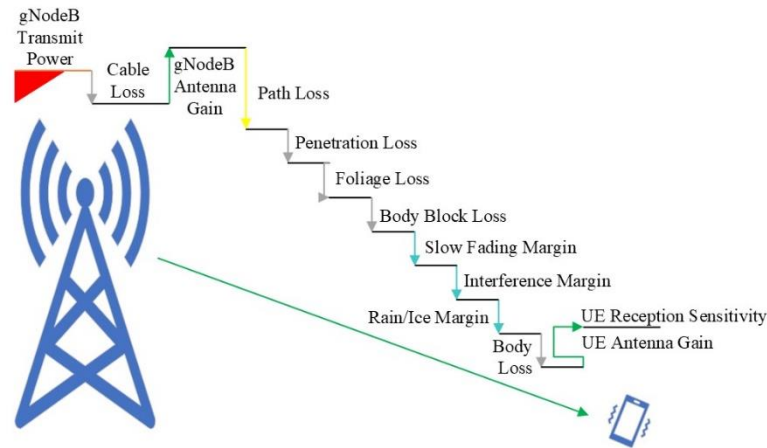 gNodeB
Transmit
Power
Cable
Loss
gNodeB
Antenna
Gain
Path Loss
Penetration Loss
Foliage Loss
Body Block Loss
Slow Fading Margin
Interference Margin
Rain/Ice Margin
Body
Loss
UE Reception Sensitivity
UE Antenna Gain